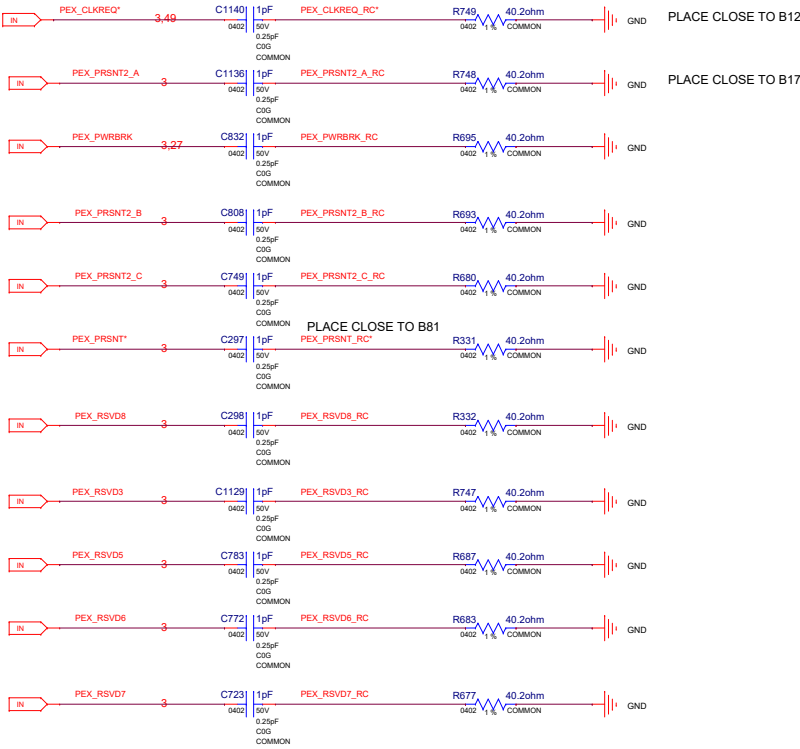 PEX_CLKREQ* C1140 1pF PEX_CLKREQ_RC* R749 40.2ohm
IN 3,49 GND PLACE CLOSE TO B12
0402 50V 0402 1 % COMMON
0.25pF
C0G
COMMON
PEX_PRSNT2_A C1136 1pF PEX_PRSNT2_A_RC R748 40.2ohm
IN 3 GND PLACE CLOSE TO B17
0402 50V 0402 1 % COMMON
0.25pF
C0G
COMMON
PEX_PWRBRK C832 1pF PEX_PWRBRK_RC R695 40.2ohm
IN 3,27 GND
0402 50V 0402 1 % COMMON
0.25pF
C0G
COMMON
PEX_PRSNT2_B C808 1pF PEX_PRSNT2_B_RC R693 40.2ohm
IN 3 GND
0402 50V 0402 1 % COMMON
0.25pF
C0G
COMMON
PEX_PRSNT2_C C749 1pF PEX_PRSNT2_C_RC R680 40.2ohm
IN 3 GND
0402 50V 0402 1 % COMMON
0.25pF
C0G
COMMON
PLACE CLOSE TO B81
PEX_PRSNT* C297 1pF PEX_PRSNT_RC* R331 40.2ohm
IN 3 GND
0402 50V 0402 1 % COMMON
0.25pF
C0G
COMMON
PEX_RSVD8 C298 1pF PEX_RSVD8_RC R332 40.2ohm
IN 3 GND
0402 50V 0402 1 % COMMON
0.25pF
C0G
COMMON
PEX_RSVD3 C1129 1pF PEX_RSVD3_RC R747 40.2ohm
IN 3 GND
0402 50V 0402 1 % COMMON
0.25pF
C0G
COMMON
PEX_RSVD5 C783 1pF PEX_RSVD5_RC R687 40.2ohm
IN 3 GND
0402 50V 0402 1 % COMMON
0.25pF
C0G
COMMON
PEX_RSVD6 C772 1pF PEX_RSVD6_RC R683 40.2ohm
IN 3 GND
0402 50V 0402 1 % COMMON
0.25pF
C0G
COMMON
PEX_RSVD7 C723 1pF PEX_RSVD7_RC R677 40.2ohm
IN 3 GND
0402 50V 0402 1 % COMMON
0.25pF
C0G
COMMON